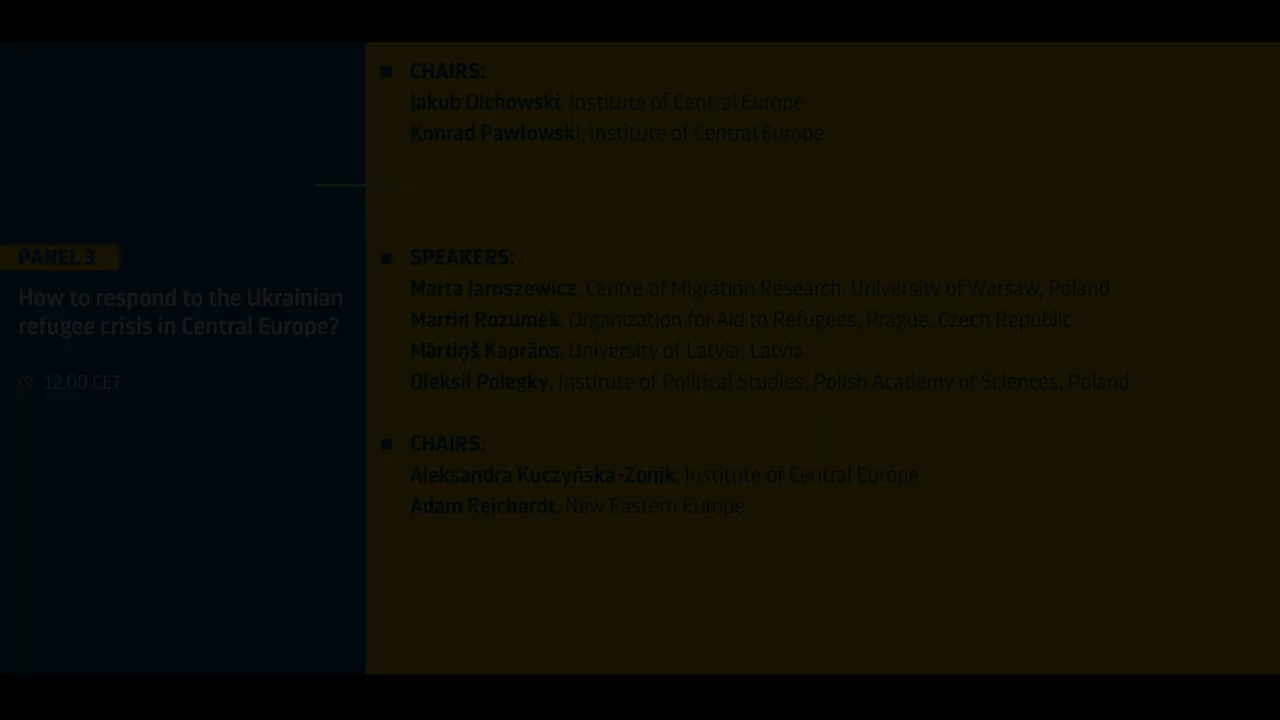 CHAIRS:
Jakub Olchowski, Institute of Central Europe
Konrad Pawłowski, Institute of Central Europe
PANEL 3
How to respond to the Ukrainian
refugee crisis in Central Europe?
12.00 CET
SPEAKERS:
Marta Jaroszewicz, Centre of Migration Research, University of Warsaw, Poland
Martin Rozumek, Organization for Aid to Refugees, Prague, Czech Republic
Mārtiņš Kaprāns, University of Latvia, Latvia
Oleksii Polegky, Institute of Political Studies, Polish Academy of Sciences, Poland
CHAIRS:
Aleksandra Kuczyńska-Zonik, Institute of Central Europe
Adam Reichardt, New Eastern Europe